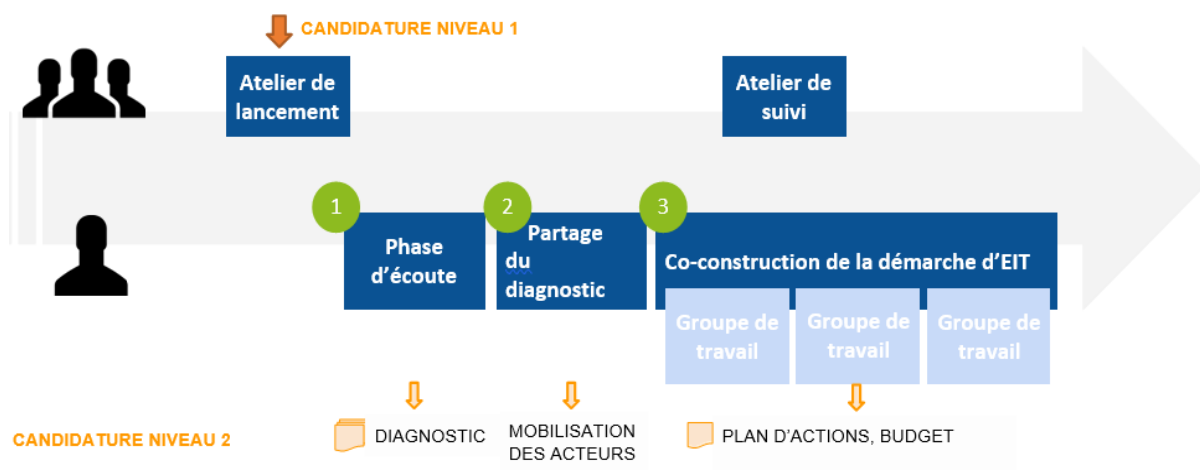 CANDIDATURE NIVEAU 1
Atelier de
lancement
Atelier de
suivi
1
Phase
d'écoute
2
Partage
du
diagnostic
3
Co-construction de la démarche d'EIT
Groupe de
travail
Groupe de
travail
Groupe de
travail
CANDIDATURE NIVEAU 2
DIAGNOSTIC
MOBILISATION
DES ACTEURS
PLAN D'ACTIONS, BUDGET